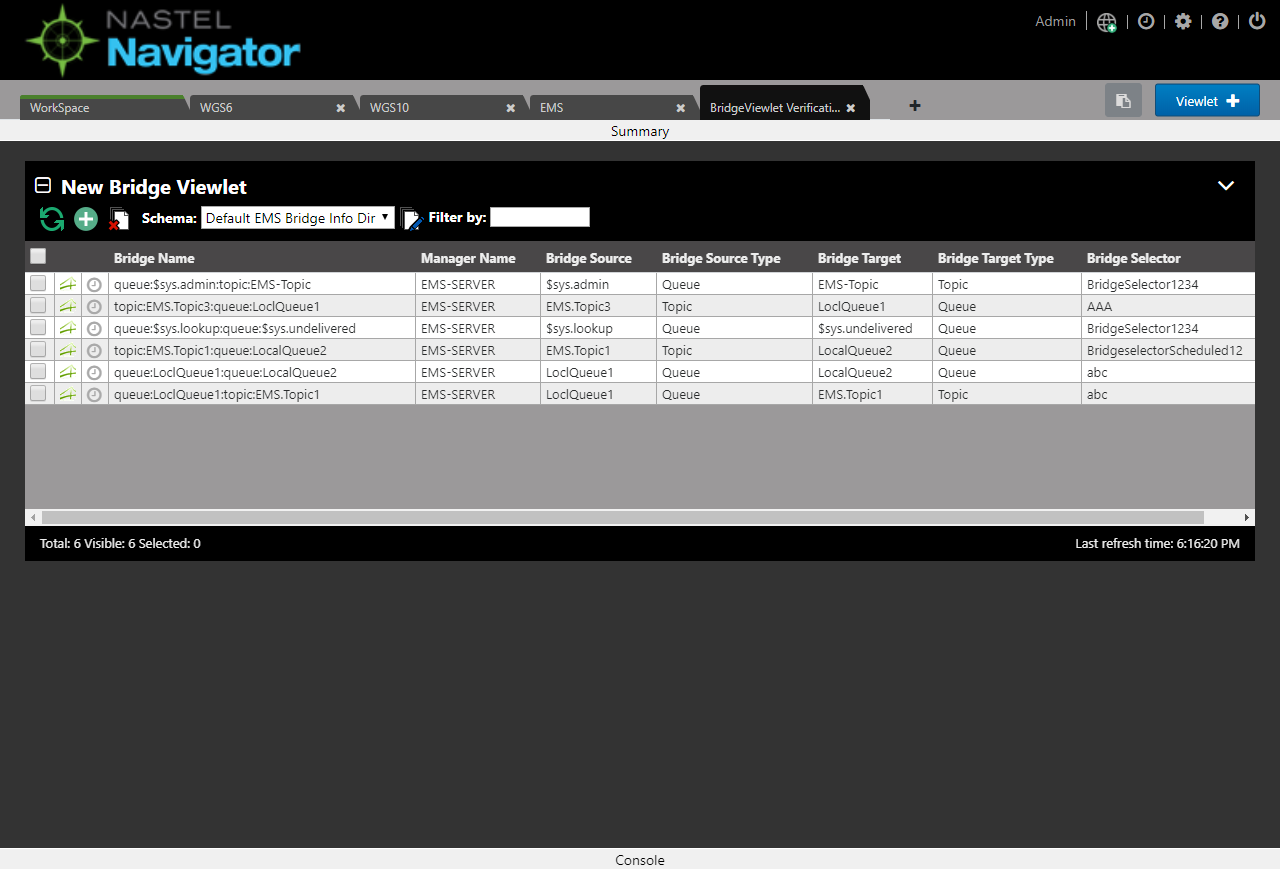 NASTEL
Navigator
Admin
WorkSpace
WGS6
WGS10
EMS
BridgeViewlet Verificati...
Viewlet
Summary
New Bridge Viewlet
Schema: Default EMS Bridge Info Dir Filter by:
Bridge Name Manager Name Bridge Source Bridge Source Type Bridge Target Bridge Target Type Bridge Selector
queue:$sys.admin:topic:EMS-Topic EMS-SERVER $sys.admin Queue EMS-Topic Topic BridgeSelector1234
topic:EMS.Topic3:queue:LoclQueue1 EMS-SERVER EMS.Topic3 Topic LoclQueue1 Queue AAA
queue:$sys.lookup:queue:$sys.undelivered EMS-SERVER $sys.lookup Queue $sys.undelivered Queue BridgeSelector1234
topic:EMS.Topic1:queue:LocalQueue2 EMS-SERVER EMS.Topic1 Topic LocalQueue2 Queue BridgeselectorScheduled12
queue:LoclQueue1:queue:LocalQueue2 EMS-SERVER LoclQueue1 Queue LocalQueue2 Queue abc
queue:LoclQueue1:topic:EMS.Topic1 EMS-SERVER LoclQueue1 Queue EMS.Topic1 Topic abc
Total: 6 Visible: 6 Selected: 0 Last refresh time: 6:16:20 PM
Console